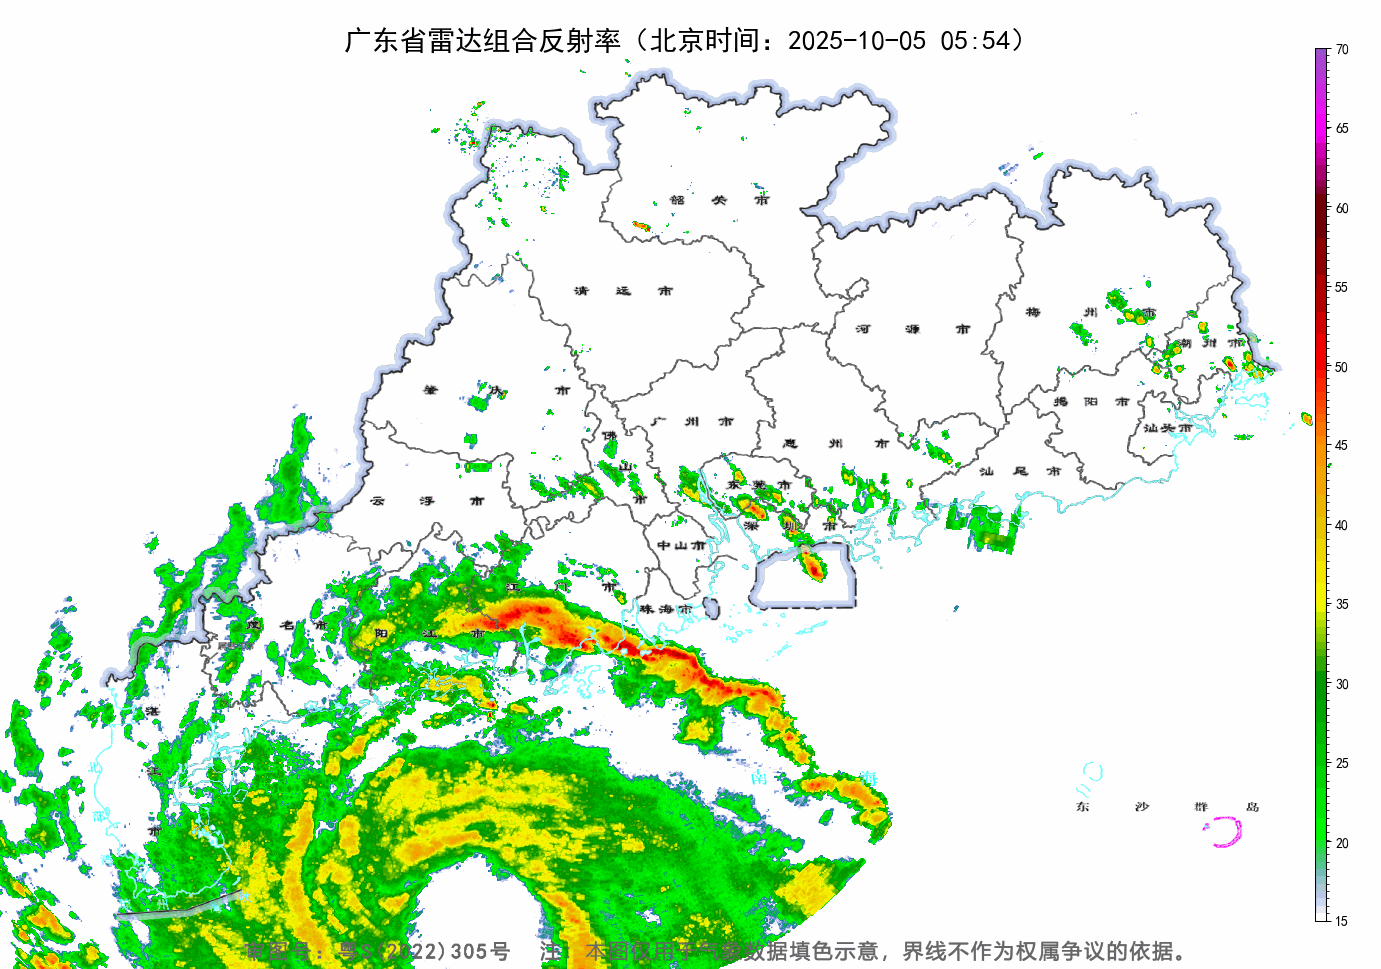 广东省雷达组合反射率（北京时间：2025-10-05 05:54）
70
65
60
55
50
45
40
35
30
25
20
15
韶关市
清远市
河源市
梅州市
潮州市
肇庆市
揭阳市
汕头市
广州市
惠州市
佛山市
汕尾市
东莞市
云浮市
深圳市
中山市
江门市
珠海市
茂名市
阳江市
湛江市
北部
南海
东沙群岛
审图号：粤S(2022)305号 注：本图仅用于气象数据填色示意，界线不作为权属争议的依据。